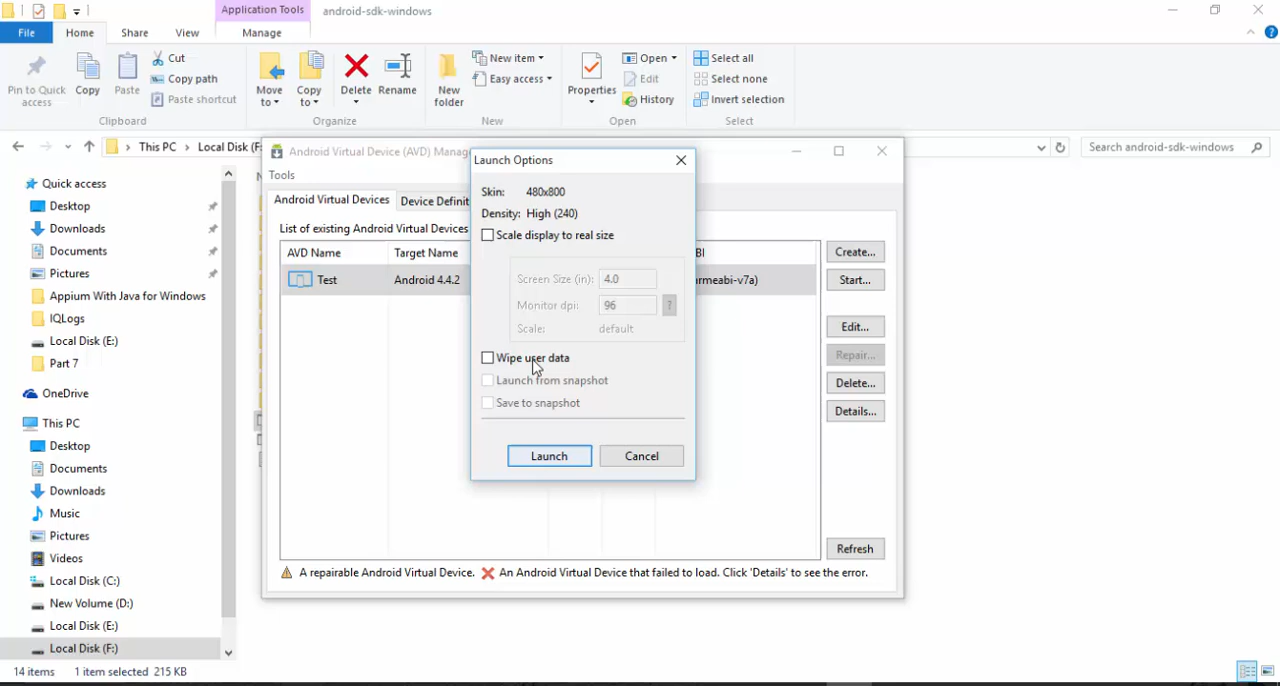 Application Tools
android-sdk-windows
File
Home
Share
View
Manage
Pin to Quick access
Copy
Paste
Cut
Copy path
Paste shortcut
Clipboard
Move to
Copy to
Delete
Rename
Organize
New folder
New item
Easy access
New
Properties
Open
Edit
History
Open
Select all
Select none
Invert selection
Select
This PC
Local Disk (F:
Search android-sdk-windows
Quick access
Desktop
Downloads
Documents
Pictures
Appium With Java for Windows
IQLogs
Local Disk (E:)
Part 7
OneDrive
This PC
Desktop
Documents
Downloads
Music
Pictures
Videos
Local Disk (C:)
New Volume (D:)
Local Disk (E:)
Local Disk (F:)
14 items
1 item selected 215 KB
Android Virtual Device (AVD) Manag
Tools
Android Virtual Devices
Device Definit
List of existing Android Virtual Devices
AVD Name
Target Name
BI
Test
Android 4.4.2
rmeabi-v7a)
Create...
Start...
Edit...
Repair...
Delete...
Details...
Refresh
A repairable Android Virtual Device.
An Android Virtual Device that failed to load. Click 'Details' to see the error.
Launch Options
Skin: 480x800
Density: High (240)
Scale display to real size
Screen Size (in): 4.0
Monitor dpi: 96 ?
Scale: default
Wipe user data
Launch from snapshot
Save to snapshot
Launch
Cancel